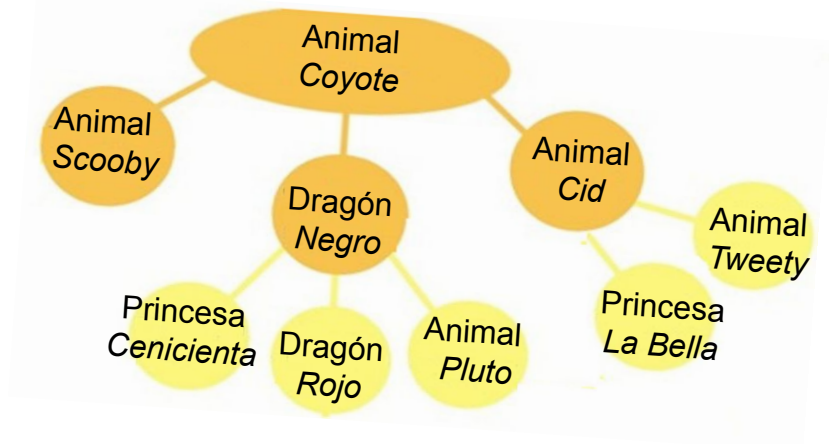 Animal
Coyote
Animal
Scooby
Dragón
Negro
Animal
Cid
Animal
Tweety
Princesa
Cenicienta
Dragón
Rojo
Animal
Pluto
Princesa
La Bella